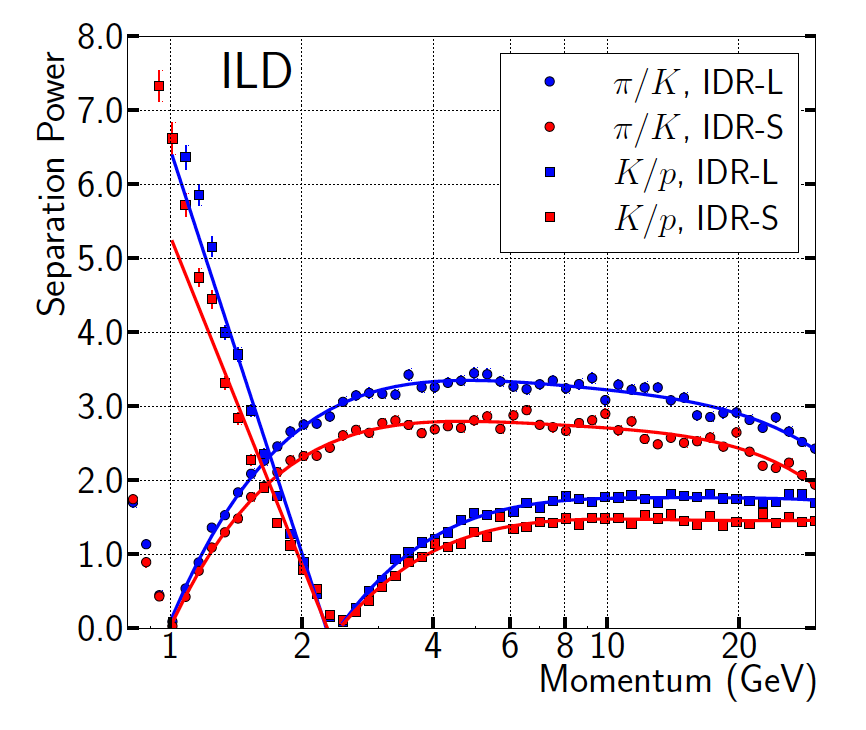 ILD
Separation Power
8.0
7.0
6.0
5.0
4.0
3.0
2.0
1.0
0.0
π/K, IDR-L
π/K, IDR-S
K/p, IDR-L
K/p, IDR-S
1 2 4 6 8 10 20
Momentum (GeV)